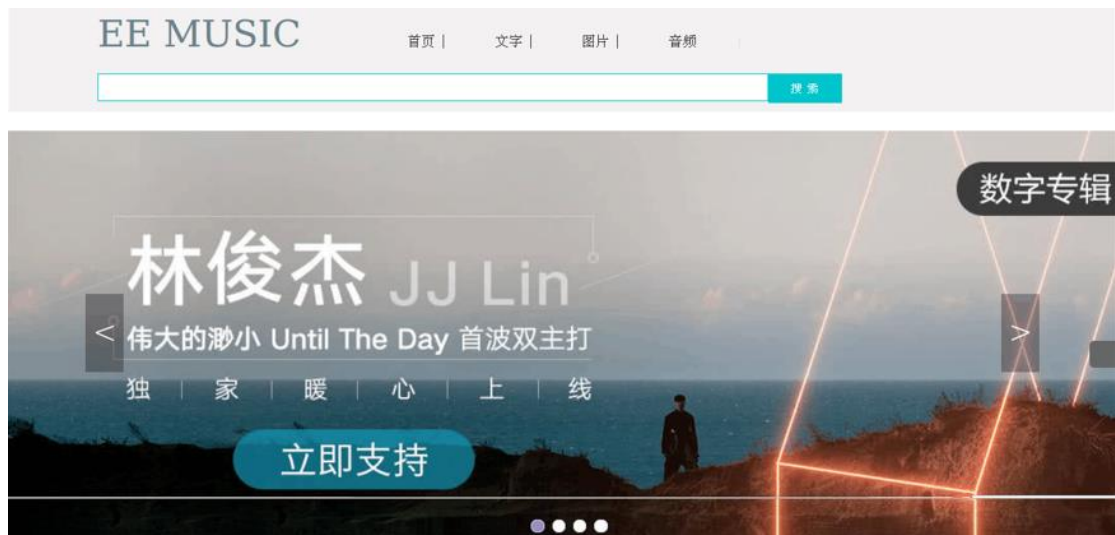 EE MUSIC
首页 | 文字 | 图片 | 音频
搜 索
数字专辑
林俊杰 JJ Lin
伟大的渺小 Until The Day 首波双主打
独 | 家 | 暖 | 心 | 上 | 线
立即支持